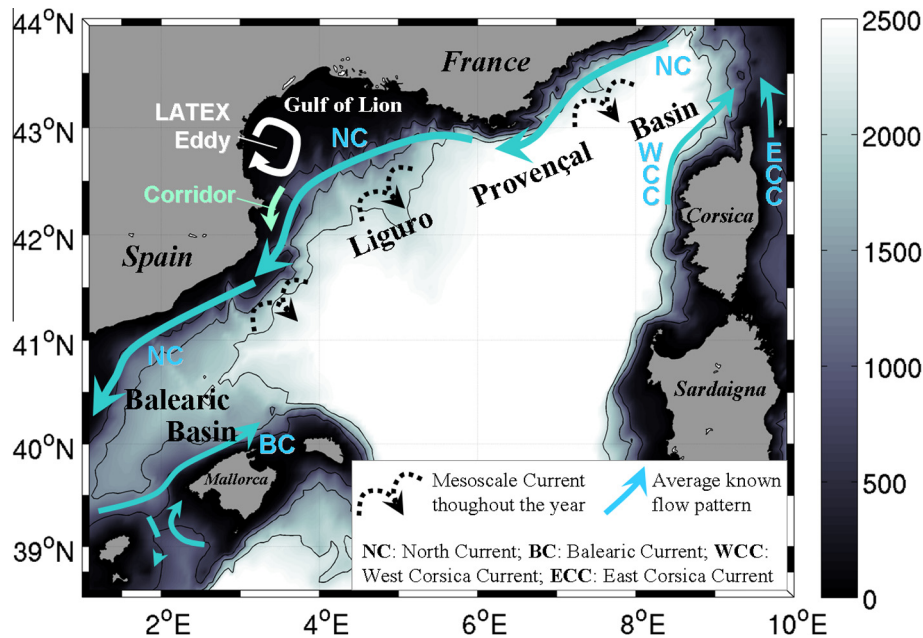 44°N
43°N
42°N
41°N
40°N
39°N
2°E
4°E
6°E
8°E
10°E
2500
2000
1500
1000
500
0
France
NC
LATEX
Eddy
Gulf of Lion
NC
Basin
Provençal
WCC
ECC
Corridor
Liguro
Corsica
Spain
NC
Sardaigna
Balearic
Basin
BC
Mallorca
Mesoscale Current
thoughout the year
Average known
flow pattern
NC: North Current; BC: Balearic Current; WCC:
West Corsica Current; ECC: East Corsica Current